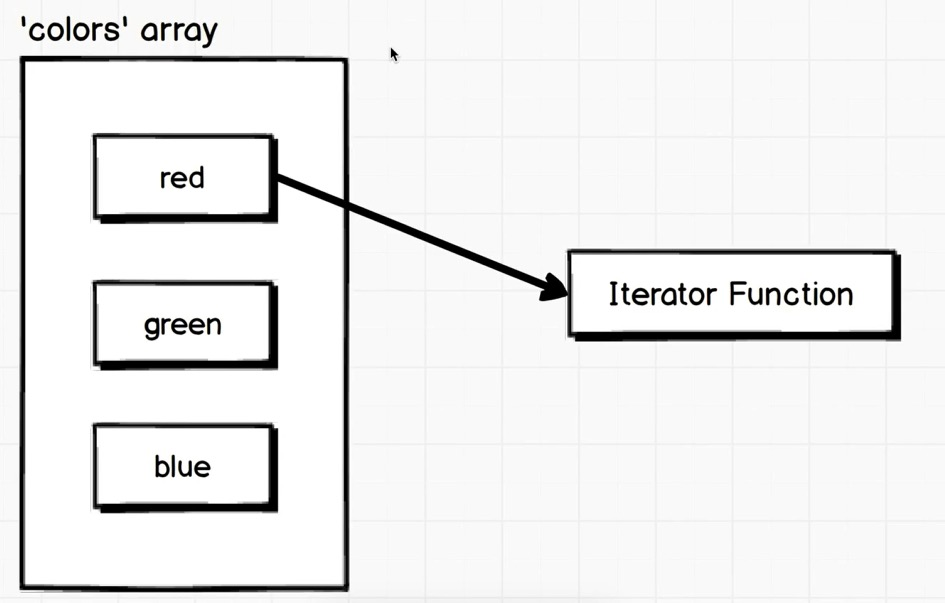 'colors' array
red
green
blue
Iterator Function